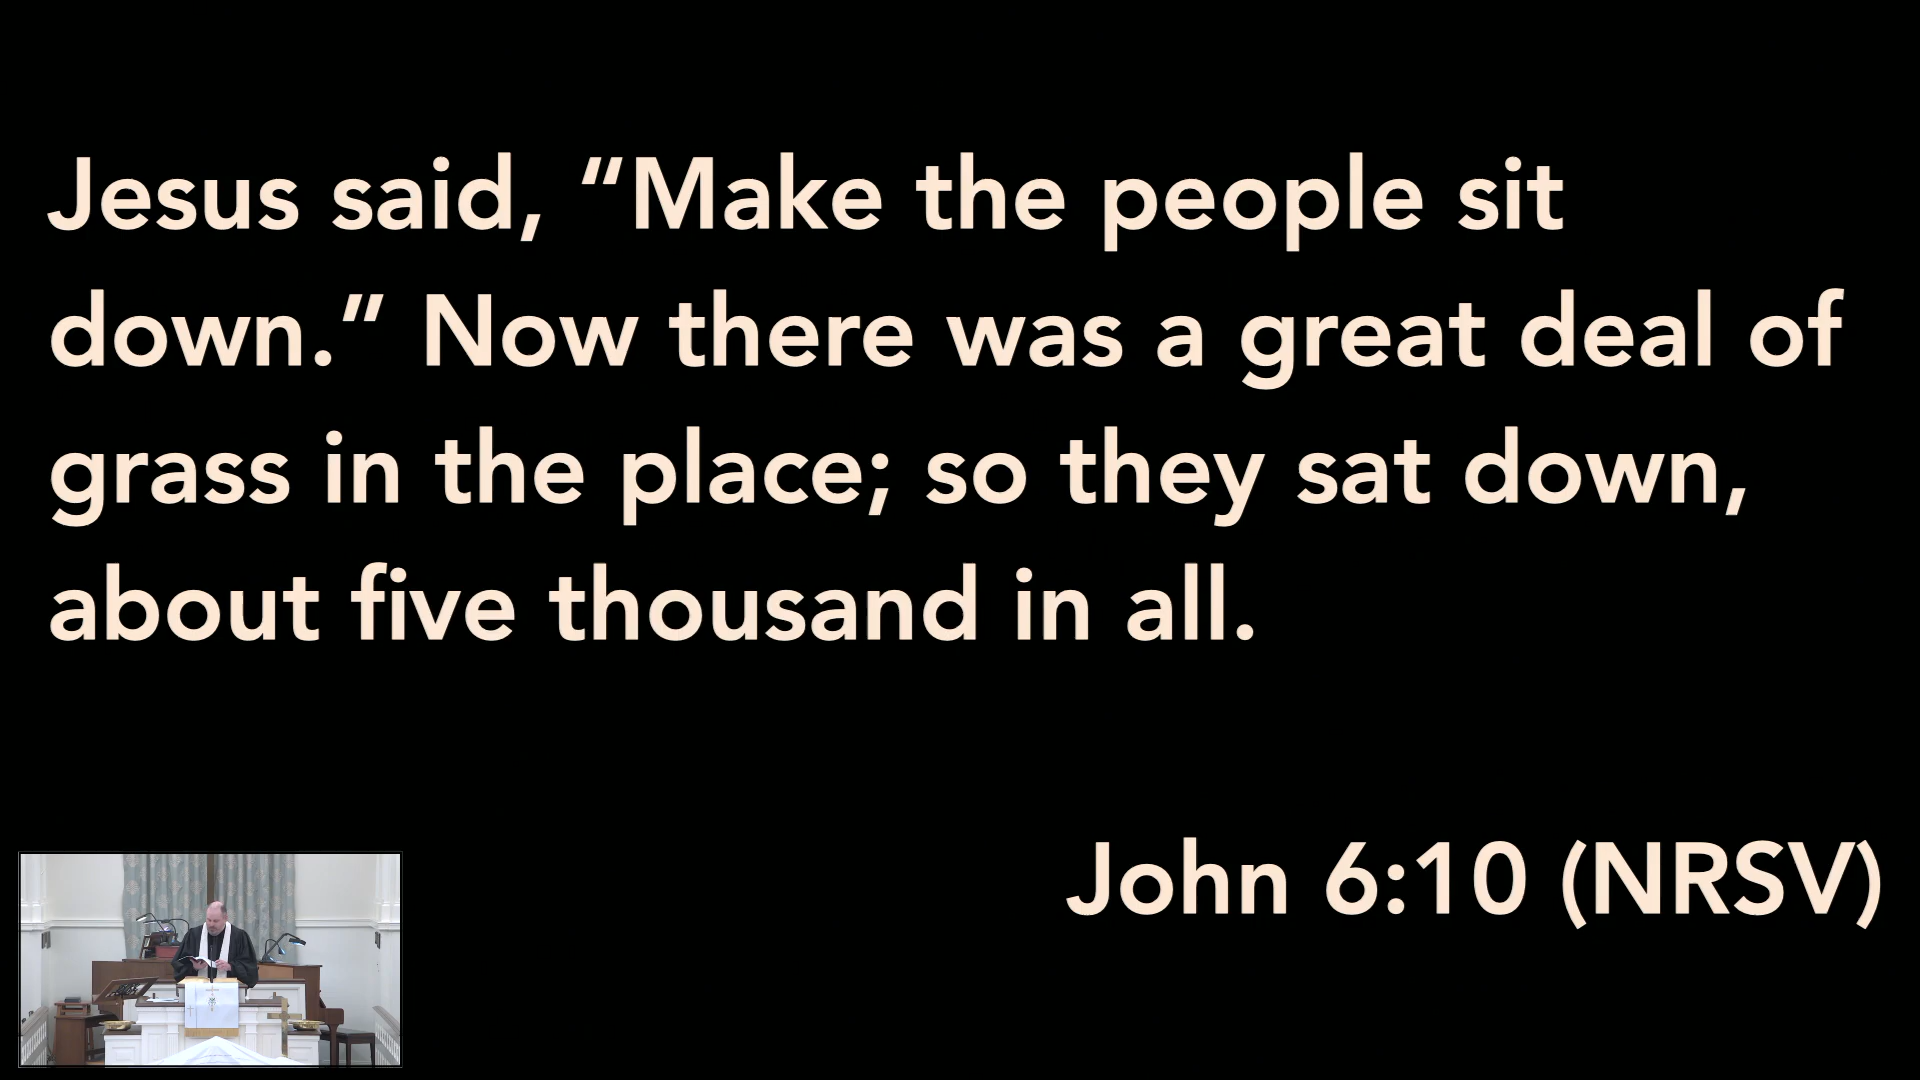 Jesus said, “Make the people sit
down.” Now there was a great deal of
grass in the place; so they sat down,
about five thousand in all.
John 6:10 (NRSV)